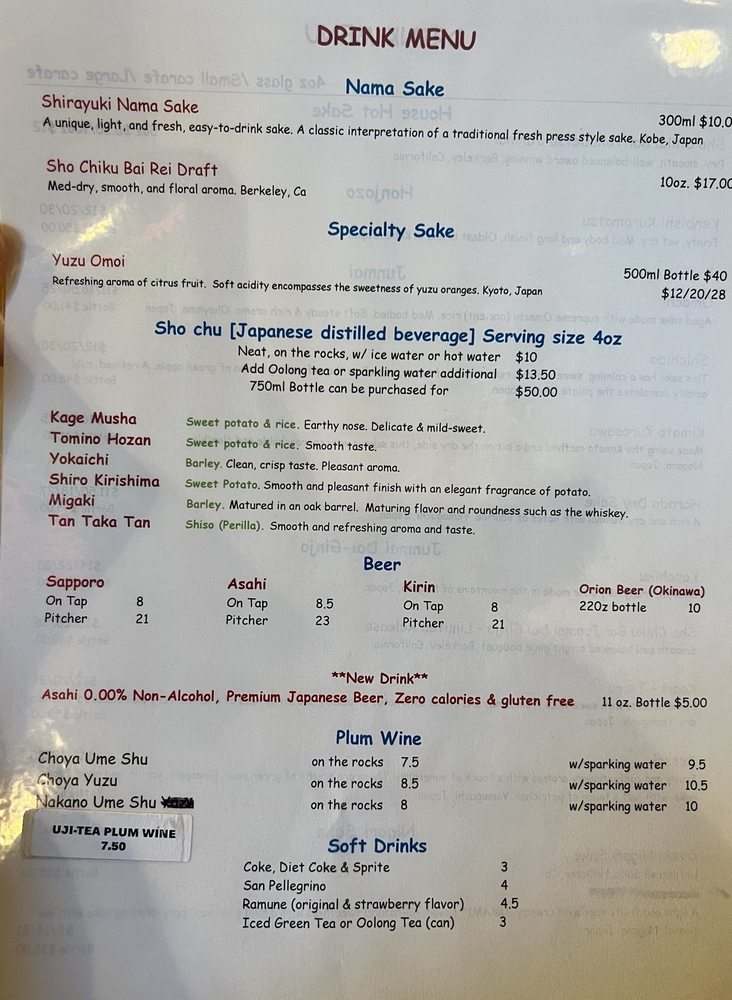 DRINK MENU
Nama Sake
Shirayuki Nama Sake 300ml $10.0
A unique, light, and fresh, easy-to-drink sake. A classic interpretation of a traditional fresh press style sake. Kobe, Japan
Sho Chiku Bai Rei Draft 10oz. $17.00
Med-dry, smooth, and floral aroma. Berkeley, Ca
Specialty Sake
Yuzu Omoi 500ml Bottle $40
Refreshing aroma of citrus fruit. Soft acidity encompasses the sweetness of yuzu oranges. Kyoto, Japan $12/20/28
Sho chu [Japanese distilled beverage] Serving size 4oz
Neat, on the rocks, w/ ice water or hot water $10
Add Oolong tea or sparking water additional $13.50
750ml Bottle can be purchased for $50.00
Kage Musha Sweet potato & rice. Earthy nose. Delicate & mild-sweet.
Tomino Hozan Sweet potato & rice. Smooth taste.
Yokaichi Barley. Clean, crisp taste. Pleasant aroma.
Shiro Kirishima Sweet Potato. Smooth and pleasant finish with an elegant fragrance of potato.
Migaki Barley. Matured in an oak barrel. Maturing flavor and roundness such as the whiskey.
Tan Taka Tan Shiso (Perilla). Smooth and refreshing aroma and taste.
Beer
Sapporo Asahi Kirin Orion Beer (Okinawa)
On Tap 8 On Tap 8.5 On Tap 8 22oz bottle 10
Pitcher 21 Pitcher 23 Pitcher 21
**New Drink**
Asahi 0.00% Non-Alcohol, Premium Japanese Beer, Zero calories & gluten free 11 oz. Bottle $5.00
Plum Wine
Choya Ume Shu on the rocks 7.5 w/sparking water 9.5
Choya Yuzu on the rocks 8.5 w/sparking water 10.5
Nakano Ume Shu on the rocks 8 w/sparking water 10
UJI-TEA PLUM WINE
7.50
Soft Drinks
Coke, Diet Coke & Sprite 3
San Pellegrino 4
Ramune (original & strawberry flavor) 4.5
Iced Green Tea or Oolong Tea (can) 3